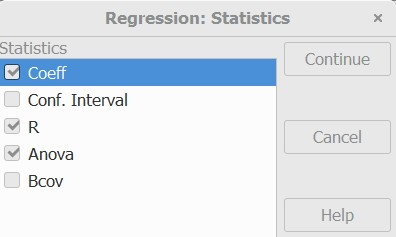 Regression: Statistics ×
Statistics
Continue
Coeff
Conf. Interval
R
Cancel
Anova
Bcov
Help